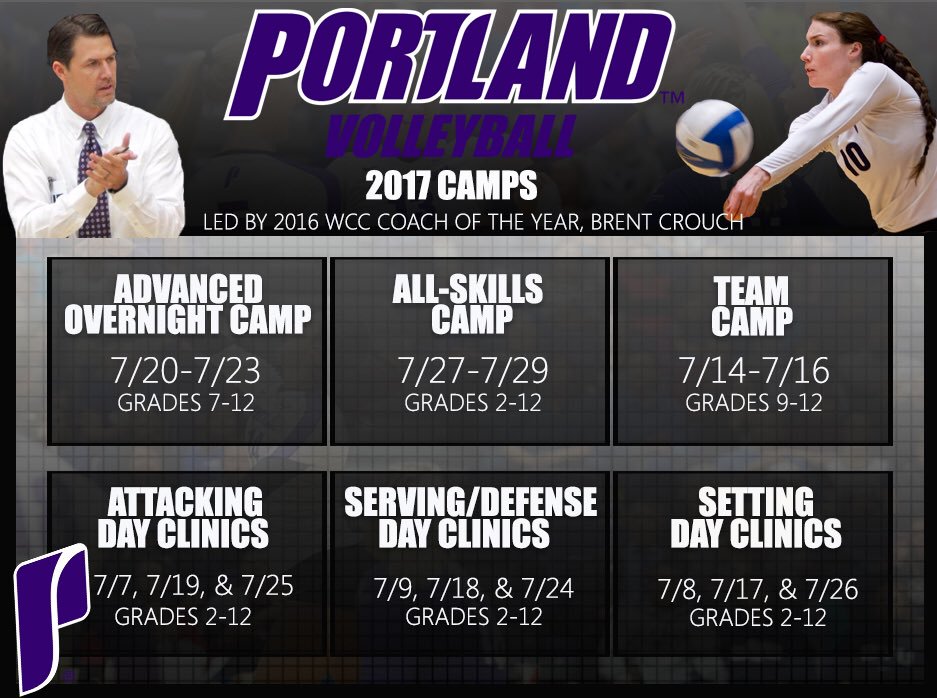 PORTLAND™
VOLLEYBALL
2017 CAMPS
LED BY 2016 WCC COACH OF THE YEAR, BRENT CROUCH
10
ADVANCED
OVERNIGHT CAMP
7/20-7/23
GRADES 7-12
ALL-SKILLS
CAMP
7/27-7/29
GRADES 2-12
TEAM
CAMP
7/14-7/16
GRADES 9-12
ATTACKING
DAY CLINICS
7/7, 7/19, & 7/25
GRADES 2-12
SERVING/DEFENSE
DAY CLINICS
7/9, 7/18, & 7/24
GRADES 2-12
SETTING
DAY CLINICS
7/8, 7/17, & 7/26
GRADES 2-12
P